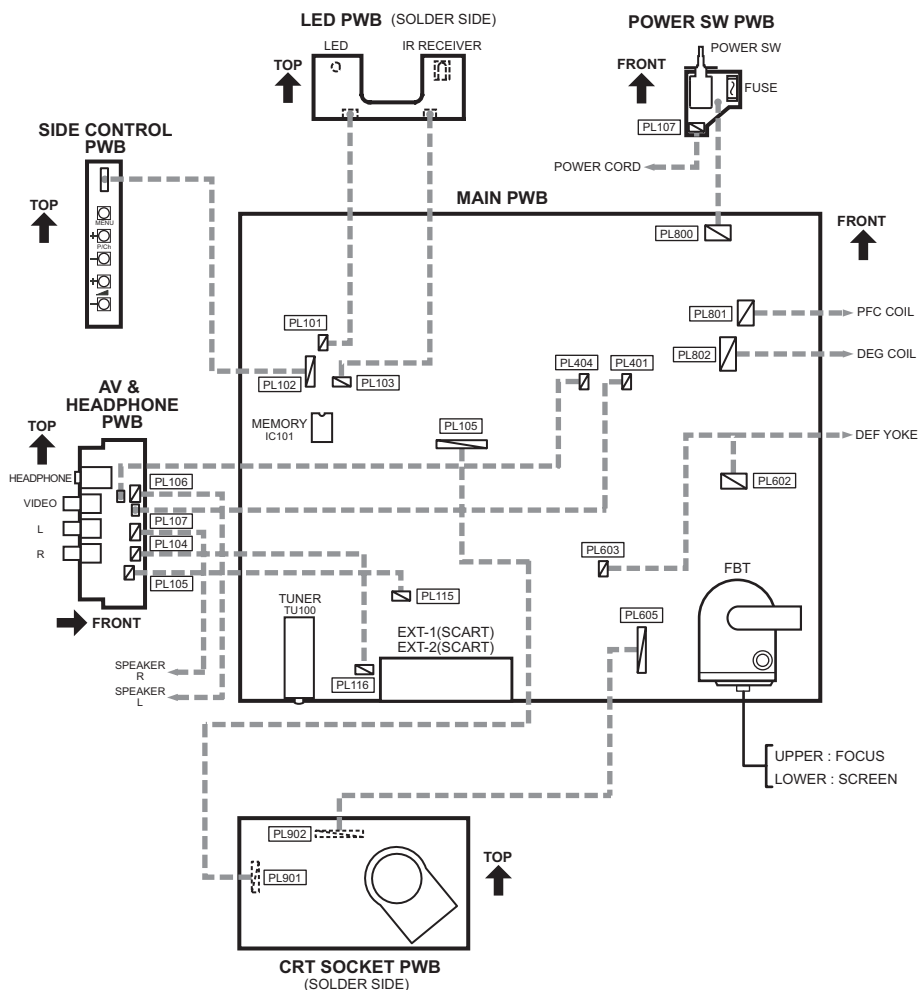 LED PWB (SOLDER SIDE)
LED
IR RECEIVER
TOP
POWER SW PWB
POWER SW
FRONT
FUSE
PL107
POWER CORD
SIDE CONTROL
PWB
TOP
MENU
+
P/Ch
−
+
−
MAIN PWB
FRONT
PL800
PL801
PFC COIL
PL802
DEG COIL
PL101
PL102
PL103
PL404
PL401
MEMORY
IC101
PL105
DEF YOKE
PL602
PL603
AV &
HEADPHONE
PWB
TOP
HEADPHONE
VIDEO
L
R
PL106
PL107
PL104
PL105
FRONT
SPEAKER
R
SPEAKER
L
TUNER
TU100
PL115
PL116
EXT-1(SCART)
EXT-2(SCART)
PL605
FBT
UPPER : FOCUS
LOWER : SCREEN
PL902
PL901
TOP
CRT SOCKET PWB
(SOLDER SIDE)